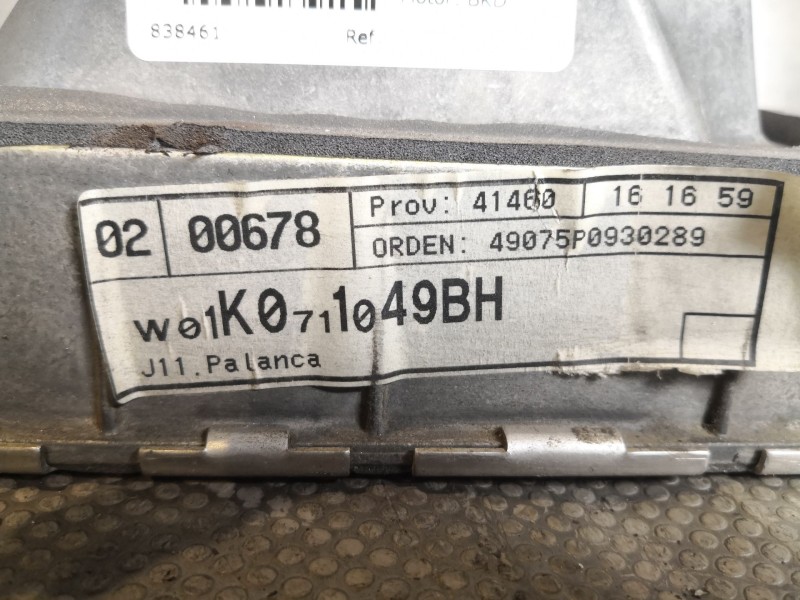 838461 Ref.
02 00678 Prov: 41460 16 16 59
ORDEN: 49075P0930289
W01K0711049BH
J11.Palanca